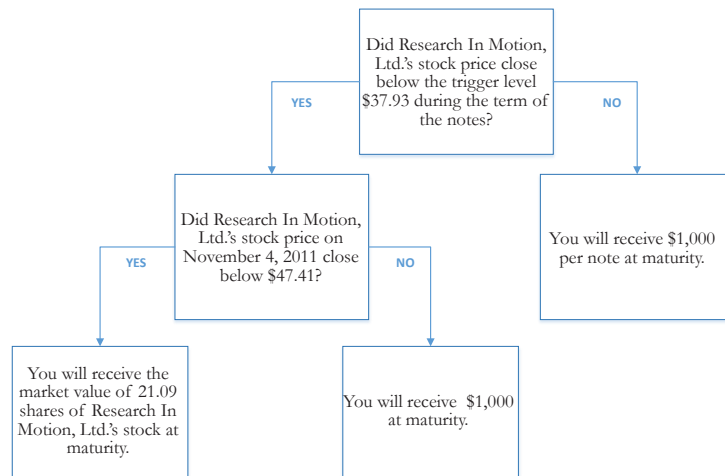 Did Research In Motion,
Ltd.'s stock price close
below the trigger level
$37.93 during the term of
the notes?
YES
NO
Did Research In Motion,
Ltd.'s stock price on
November 4, 2011 close
below $47.41?
You will receive $1,000
per note at maturity.
YES
NO
You will receive the
market value of 21.09
shares of Research In
Motion, Ltd.'s stock at
maturity.
You will receive $1,000
at maturity.